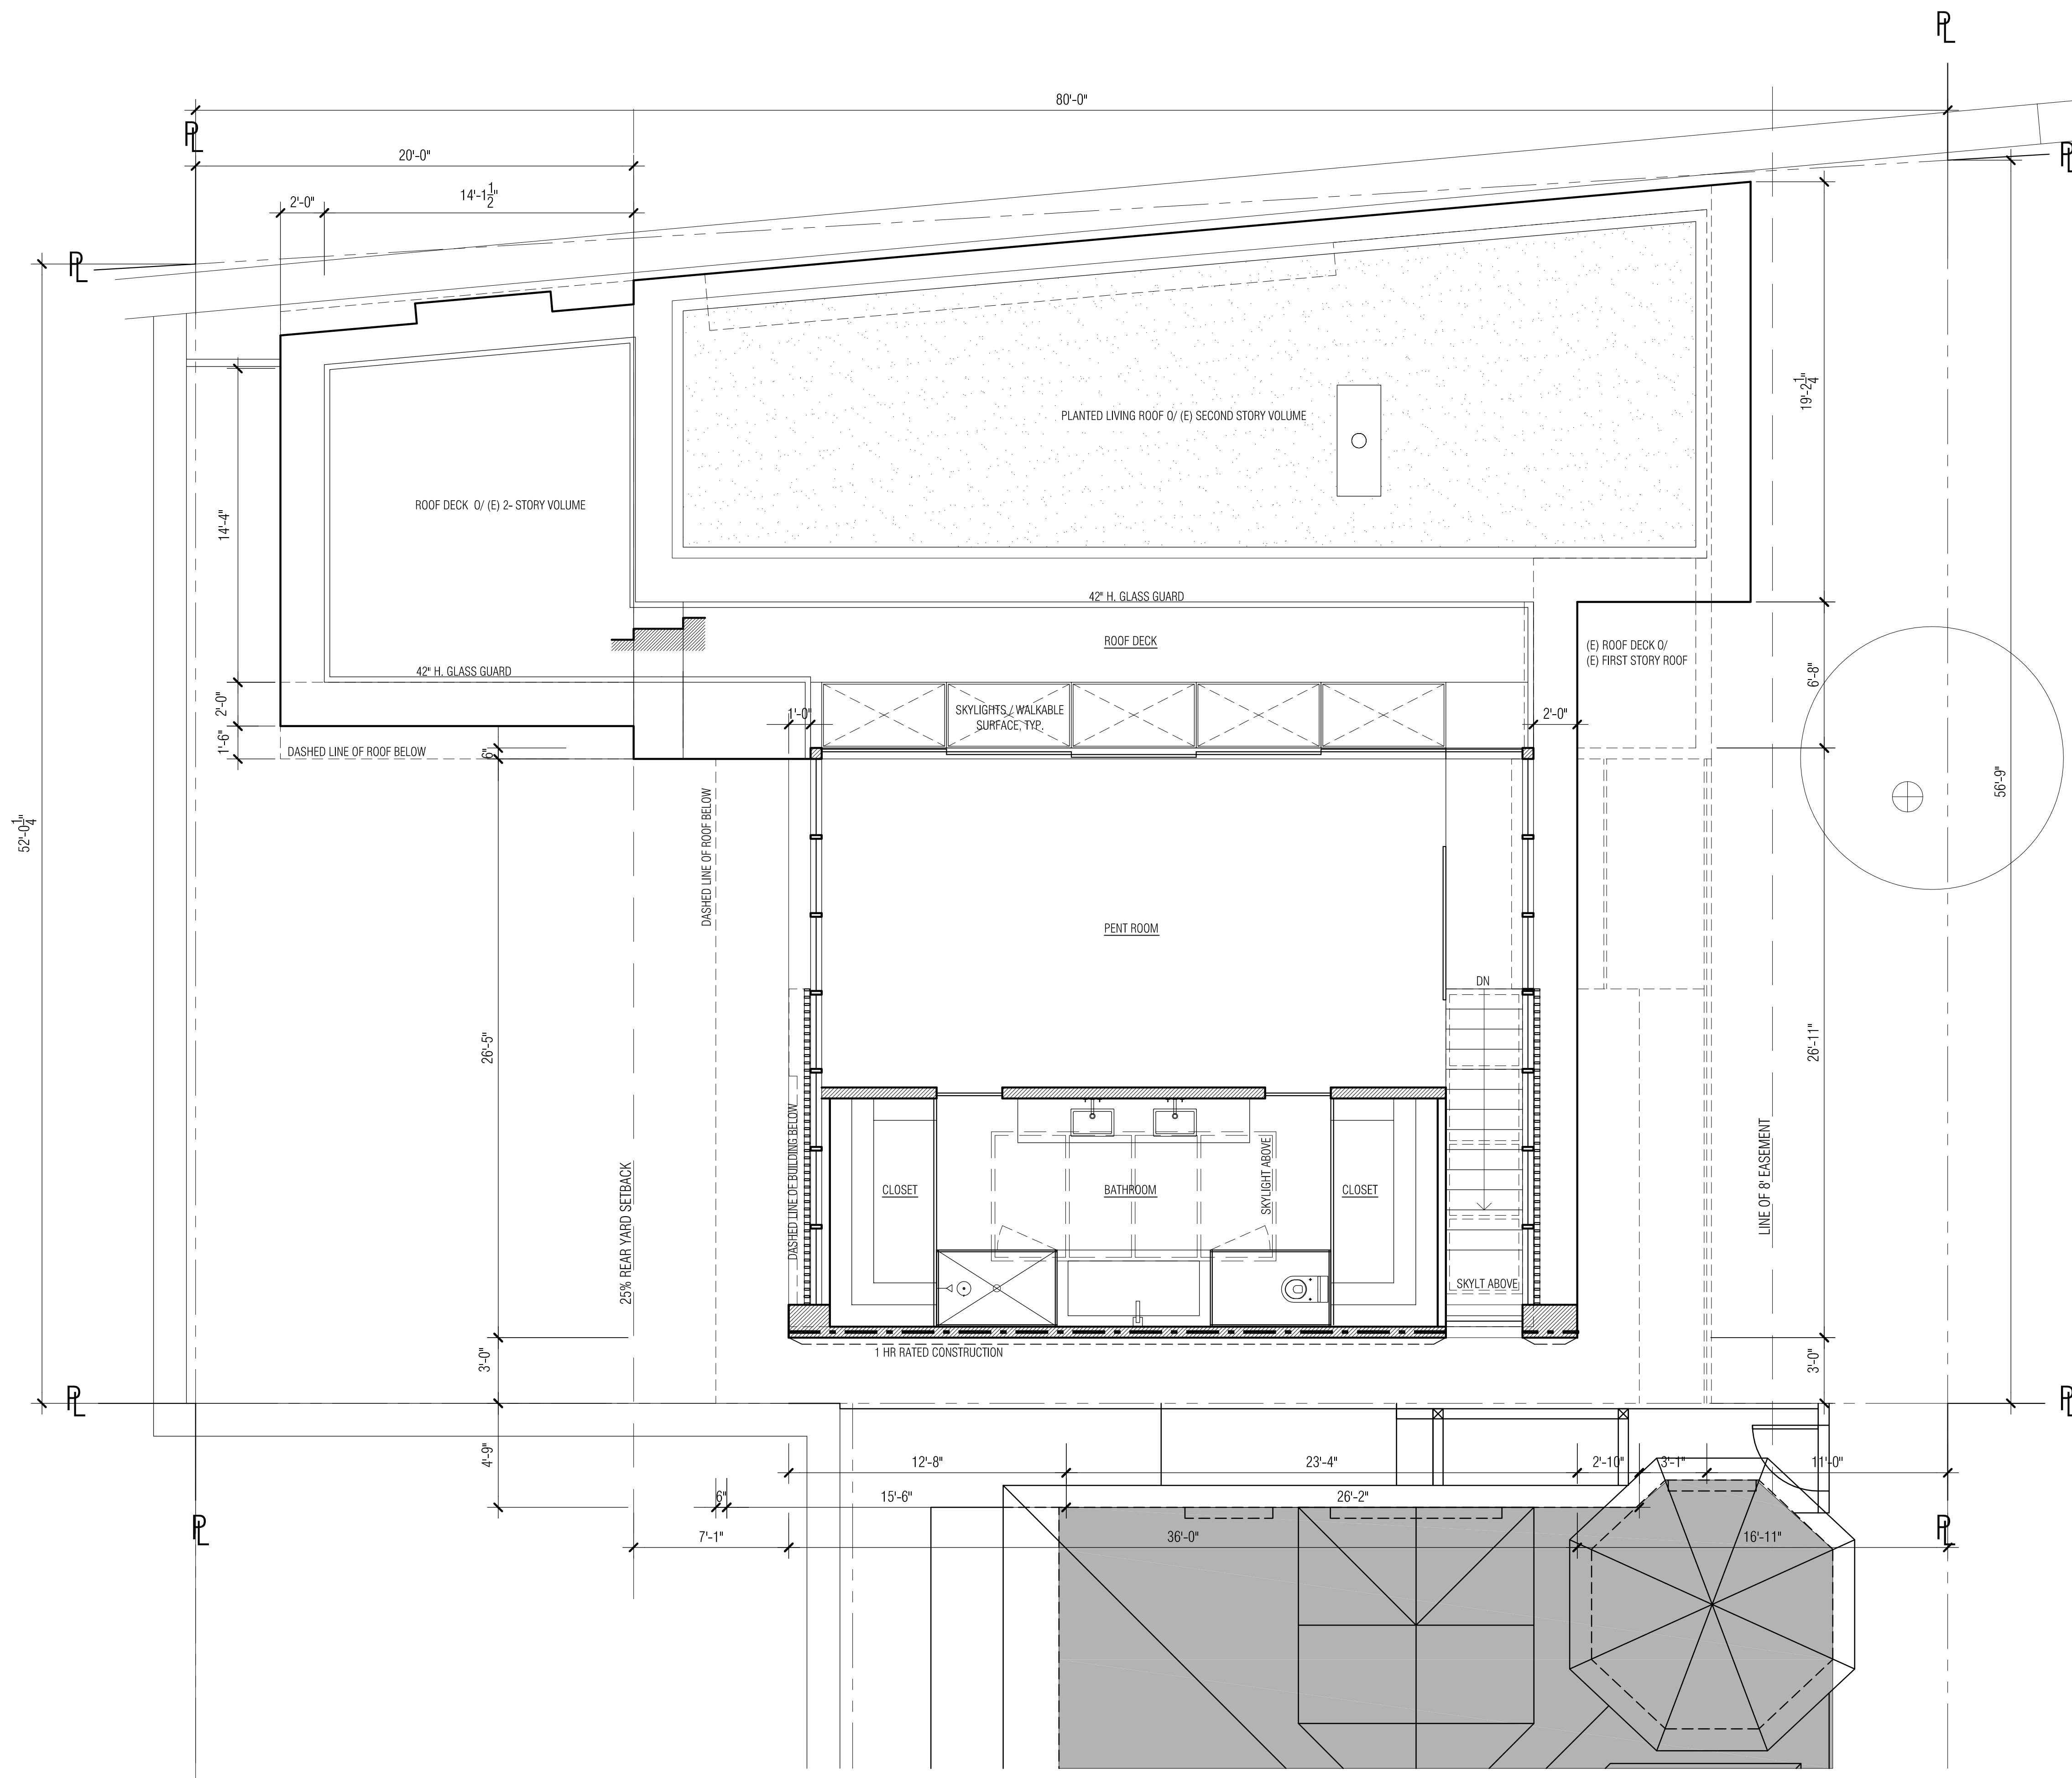 PL
80'-0"
PL
20'-0"
PL
2'-0"
14'-1 1/2"
PL
19'-2 1/4"
PLANTED LIVING ROOF O/ (E) SECOND STORY VOLUME
ROOF DECK O/ (E) 2- STORY VOLUME
14'-4"
42" H. GLASS GUARD
ROOF DECK
(E) ROOF DECK O/
(E) FIRST STORY ROOF
42" H. GLASS GUARD
6'-8"
2'-0"
1'-0"
SKYLIGHTS / WALKABLE
SURFACE, TYP.
2'-0"
1'-6"
DASHED LINE OF ROOF BELOW
6"
56'-9"
52'-0 1/4"
DASHED LINE OF ROOF BELOW
PENT ROOM
DN
26'-5"
26'-11"
DASHED LINE OF BUILDING BELOW
25% REAR YARD SETBACK
CLOSET
BATHROOM
SKYLIGHT ABOVE
CLOSET
LINE OF 8' EASEMENT
SKYLT ABOVE
1 HR RATED CONSTRUCTION
3'-0"
3'-0"
PL
PL
4'-9"
12'-8"
23'-4"
2'-10"
3'-1"
11'-0"
6"
15'-6"
26'-2"
PL
7'-1"
36'-0"
16'-11"
PL